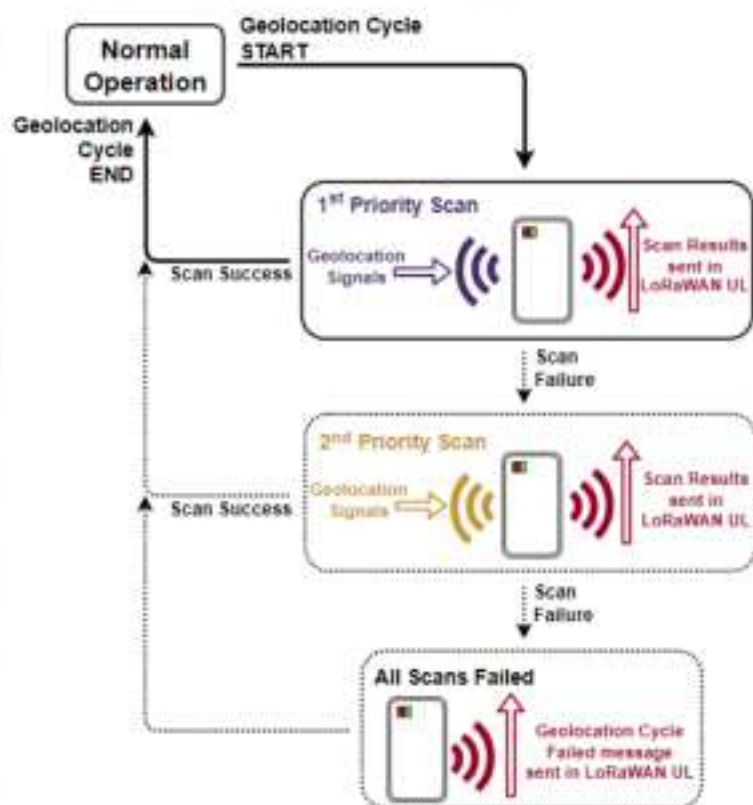 Normal
Operation
Geolocation Cycle
START
Geolocation
Cycle
END
1st Priority Scan
Geolocation
Signals
Scan Results
sent in
LoRaWAN UL
Scan Success
Scan
Failure
2nd Priority Scan
Geolocation
Signals
Scan Results
sent in
LoRaWAN UL
Scan Success
Scan
Failure
All Scans Failed
Geolocation Cycle
Failed message
sent in LoRaWAN UL